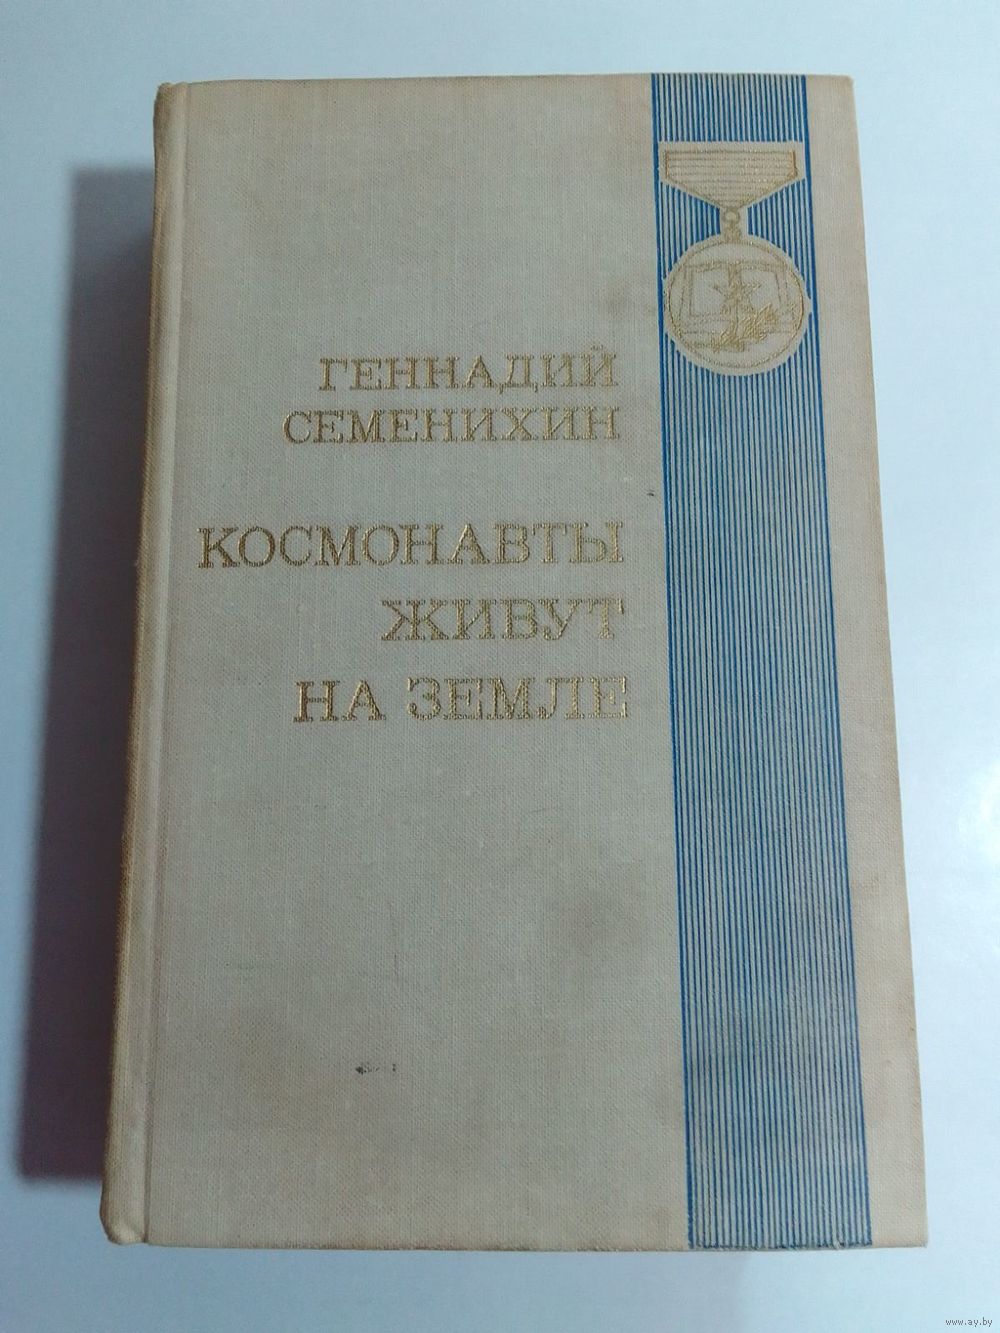 ГЕННАДИЙ
СЕМЕНИХИН
КОСМОНАВТЫ
ЖИВУТ
НА ЗЕМЛЕ
www.ay.by